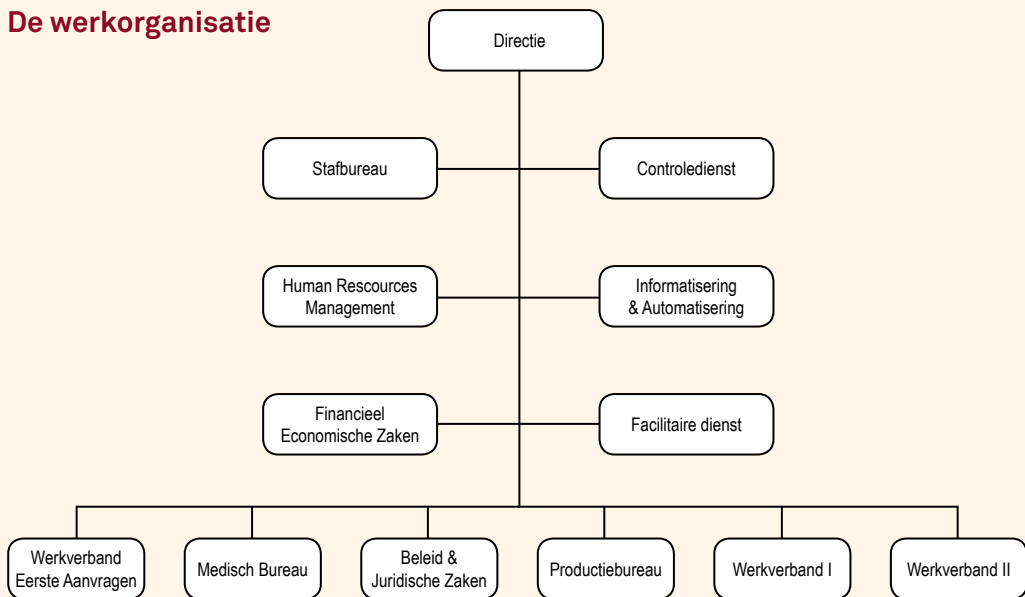 De werkorganisatie
Directie
Stafbureau
Controledienst
Human Rescources
Management
Informatisering
& Automatisering
Financieel
Economische Zaken
Facilitaire dienst
Werkverband
Eerste Aanvragen
Medisch Bureau
Beleid &
Juridische Zaken
Productiebureau
Werkverband I
Werkverband II